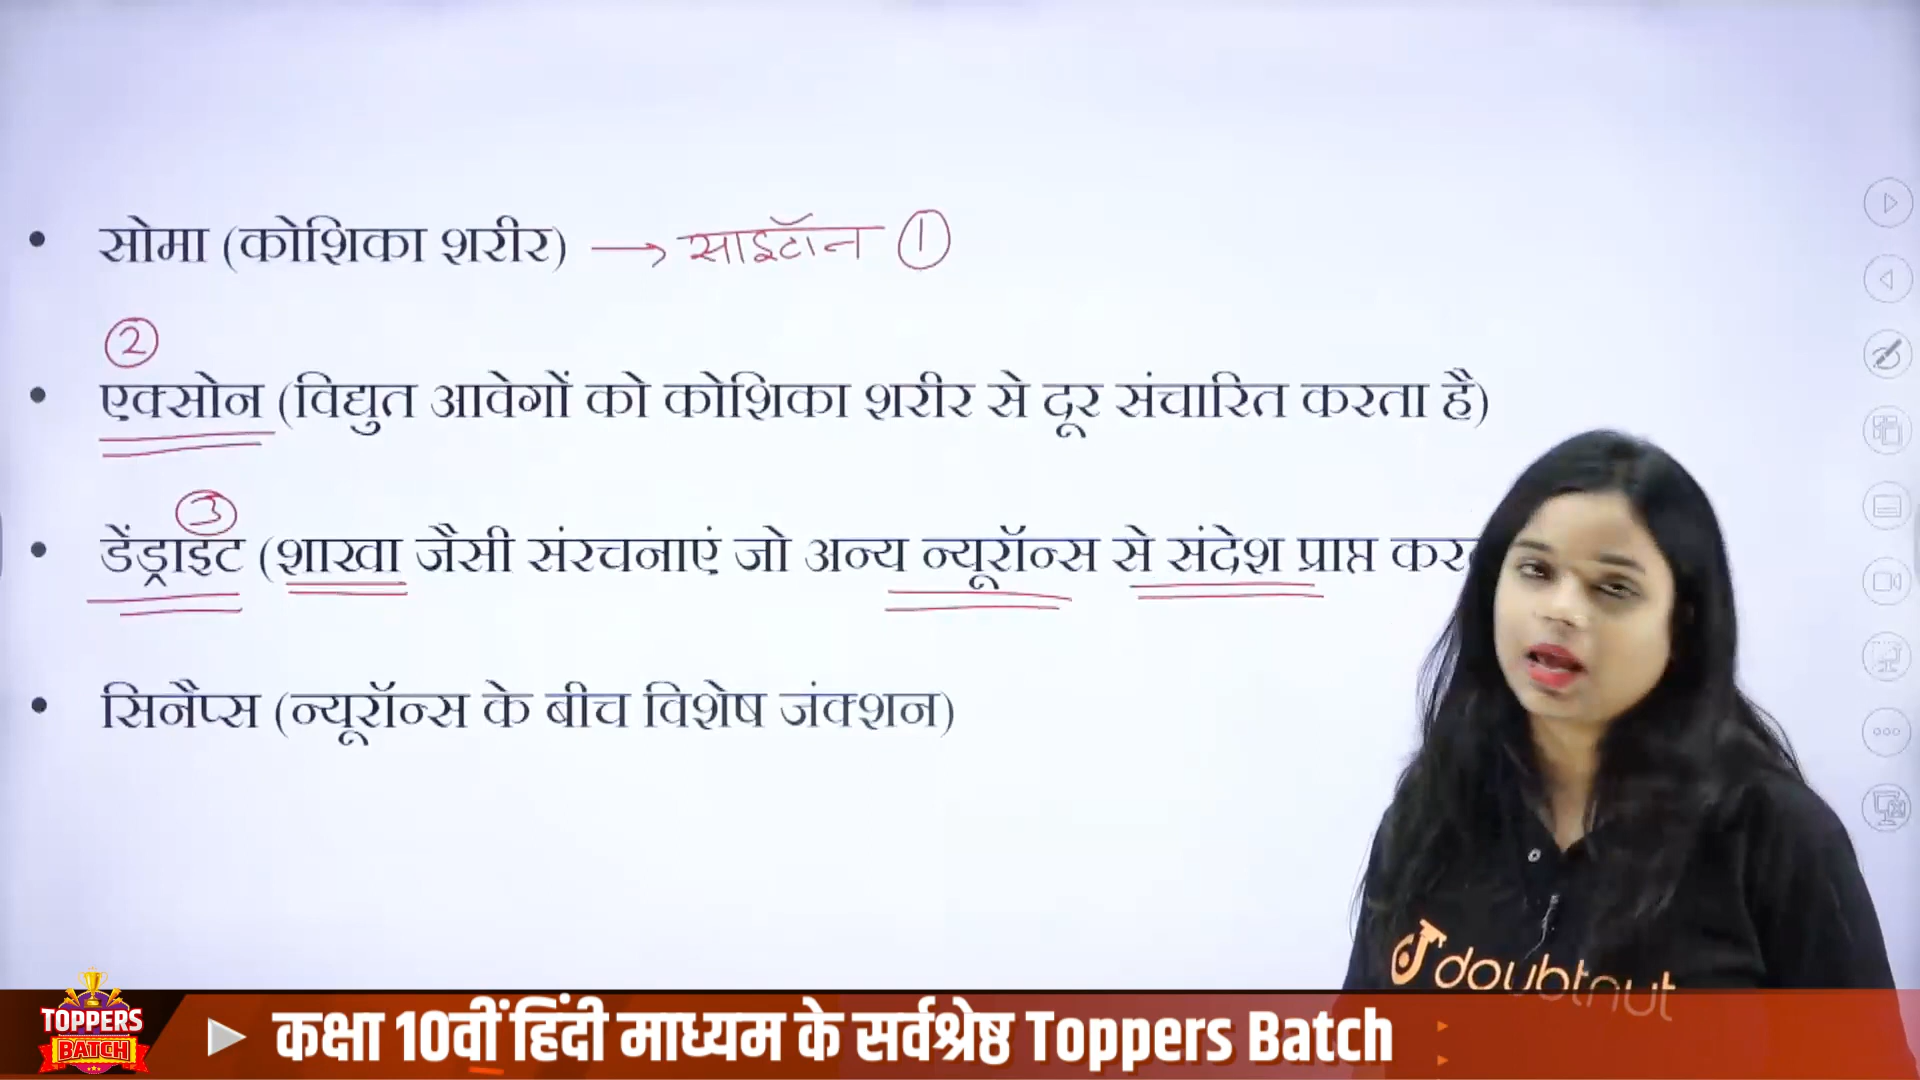 • सोमा (कोशिका शरीर) → साइटॉन ①
②
• एक्सोन (विद्युत आवेगों को कोशिका शरीर से दूर संचारित करता है)
③
• डेंड्राइट (शाखा जैसी संरचनाएं जो अन्य न्यूरॉन्स से संदेश प्राप्त
• सिनैप्स (न्यूरॉन्स के बीच विशेष जंक्शन)
doubtnut
TOPPERS
BATCH
कक्षा 10वीं हिंदी माध्यम के सर्वश्रेष्ठ Toppers Batch